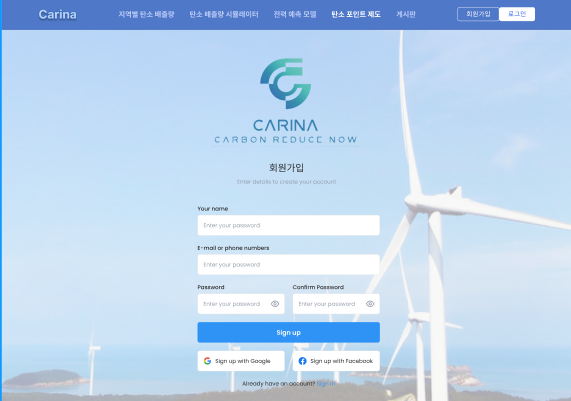 Carina
지역별 탄소 배출량 탄소 배출량 시뮬레이터 전력 예측 모델 탄소 포인트 제도 게시판
회원가입 로그인
CARINA
CARBON REDUCE NOW
회원가입
Enter details to create your account
Your name
Enter your password
E-mail or phone numbers
Enter your password
Password Confirm Password
Enter your password Enter your password
Sign up
Sign up with Google Sign up with Facebook
Already have an account? Sign in